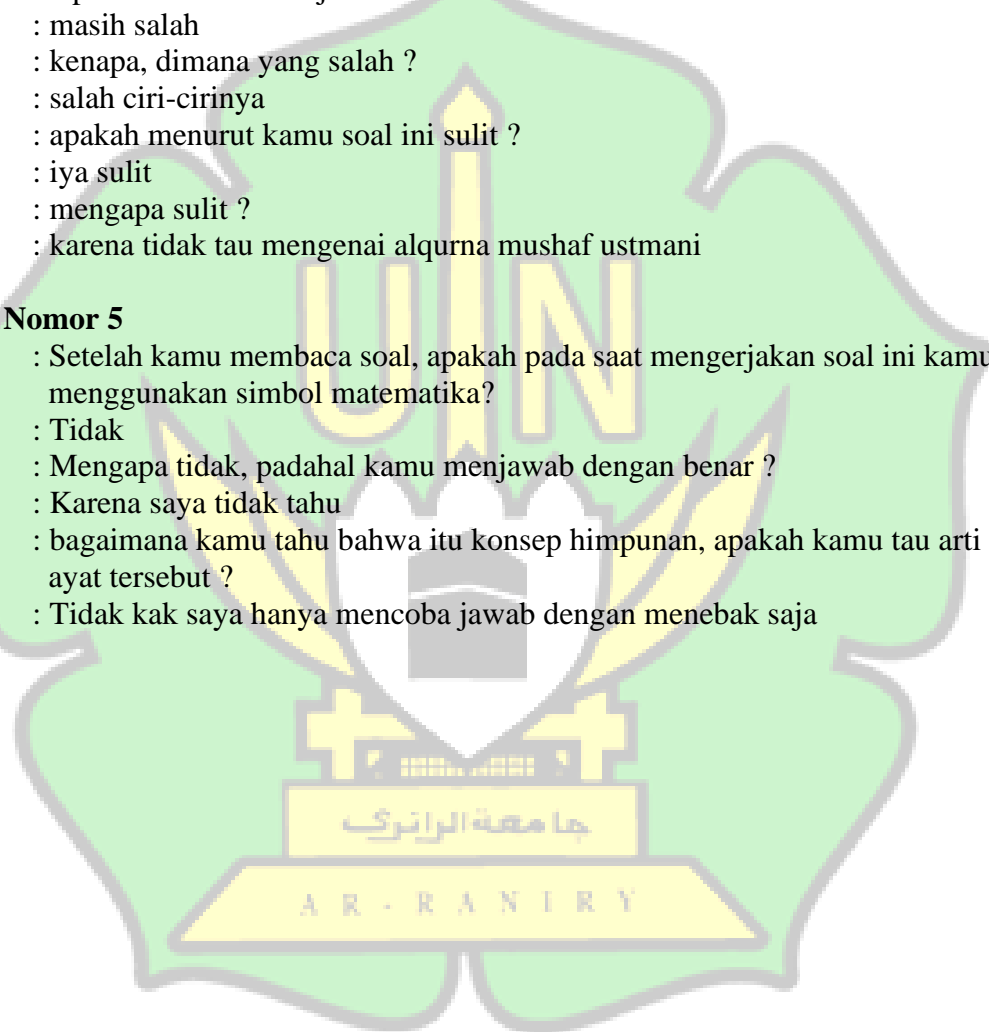 : masih salah
: kenapa, dimana yang salah ?
: salah ciri-cirinya
: apakah menurut kamu soal ini sulit ?
: iya sulit
: mengapa sulit ?
: karena tidak tau mengenai alqurna mushaf ustmani
Nomor 5
: Setelah kamu membaca soal, apakah pada saat mengerjakan soal ini kamu
menggunakan simbol matematika?
: Tidak
: Mengapa tidak, padahal kamu menjawab dengan benar ?
: Karena saya tidak tahu
: bagaimana kamu tahu bahwa itu konsep himpunan, apakah kamu tau arti
ayat tersebut ?
: Tidak kak saya hanya mencoba jawab dengan menebak saja
UIN
جامعة الرانري
AR - RANIRY